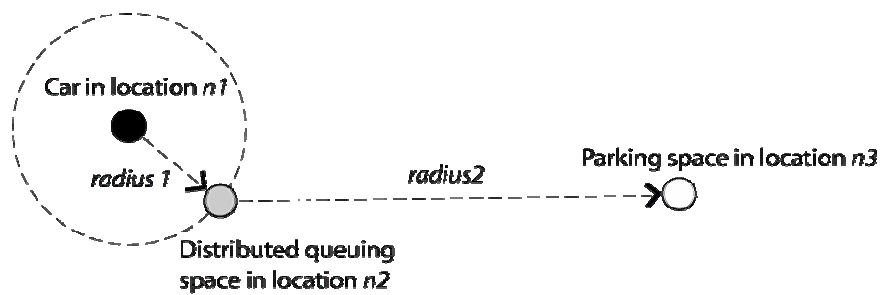 Car in location n1
radius 1
radius2
Parking space in location n3
Distributed queuing
space in location n2